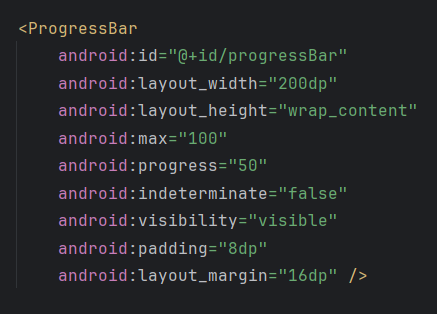 <ProgressBar
android:id="@+id/progressBar"
android:layout_width="200dp"
android:layout_height="wrap_content"
android:max="100"
android:progress="50"
android:indeterminate="false"
android:visibility="visible"
android:padding="8dp"
android:layout_margin="16dp" />